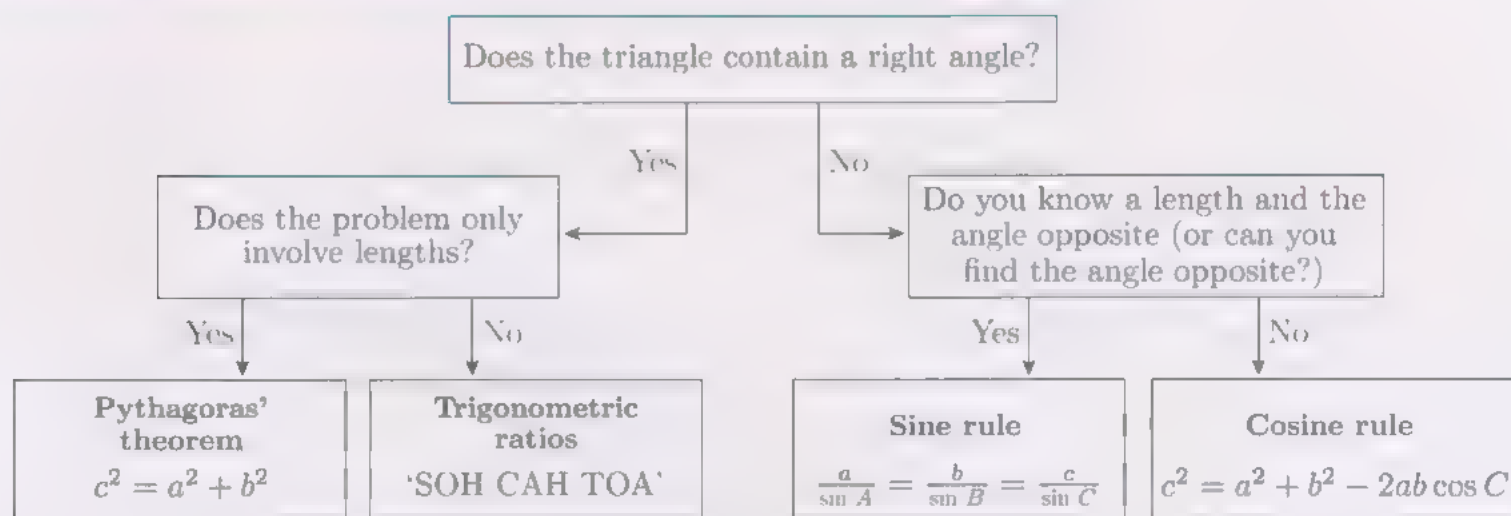 Does the triangle contain a right angle?
Yes
No
Does the problem only
involve lengths?
Do you know a length and the
angle opposite (or can you
find the angle opposite?)
Yes
No
Yes
No
Pythagoras'
theorem
c² = a² + b²
Trigonometric
ratios
'SOH CAH TOA'
Sine rule
a/sin A = b/sin B = c/sin C
Cosine rule
c² = a² + b² − 2ab cos C